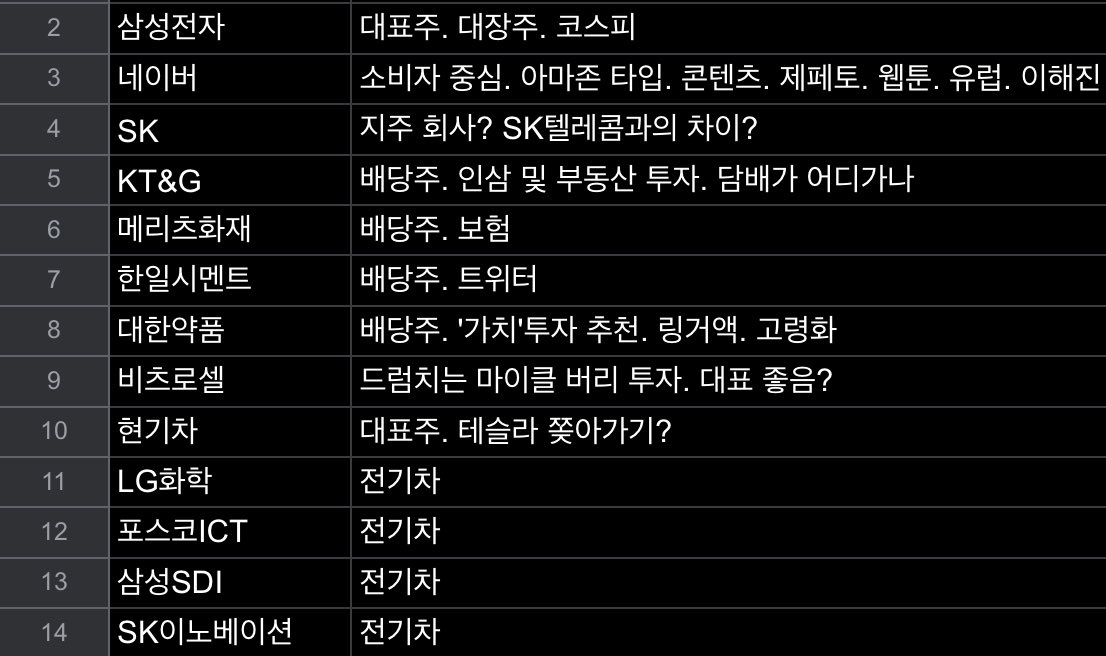 2 삼성전자 대표주. 대장주. 코스피
3 네이버 소비자 중심. 아마존 타입. 콘텐츠. 제페토. 웹툰. 유럽. 이해진
4 SK 지주 회사? SK텔레콤과의 차이?
5 KT&G 배당주. 인삼 및 부동산 투자. 담배가 어디가나
6 메리츠화재 배당주. 보험
7 한일시멘트 배당주. 트위터
8 대한약품 배당주. '가치'투자 추천. 링거액. 고령화
9 비츠로셀 드럼치는 마이클 버리 투자. 대표 좋음?
10 현기차 대표주. 테슬라 쫒아가기?
11 LG화학 전기차
12 포스코ICT 전기차
13 삼성SDI 전기차
14 SK이노베이션 전기차